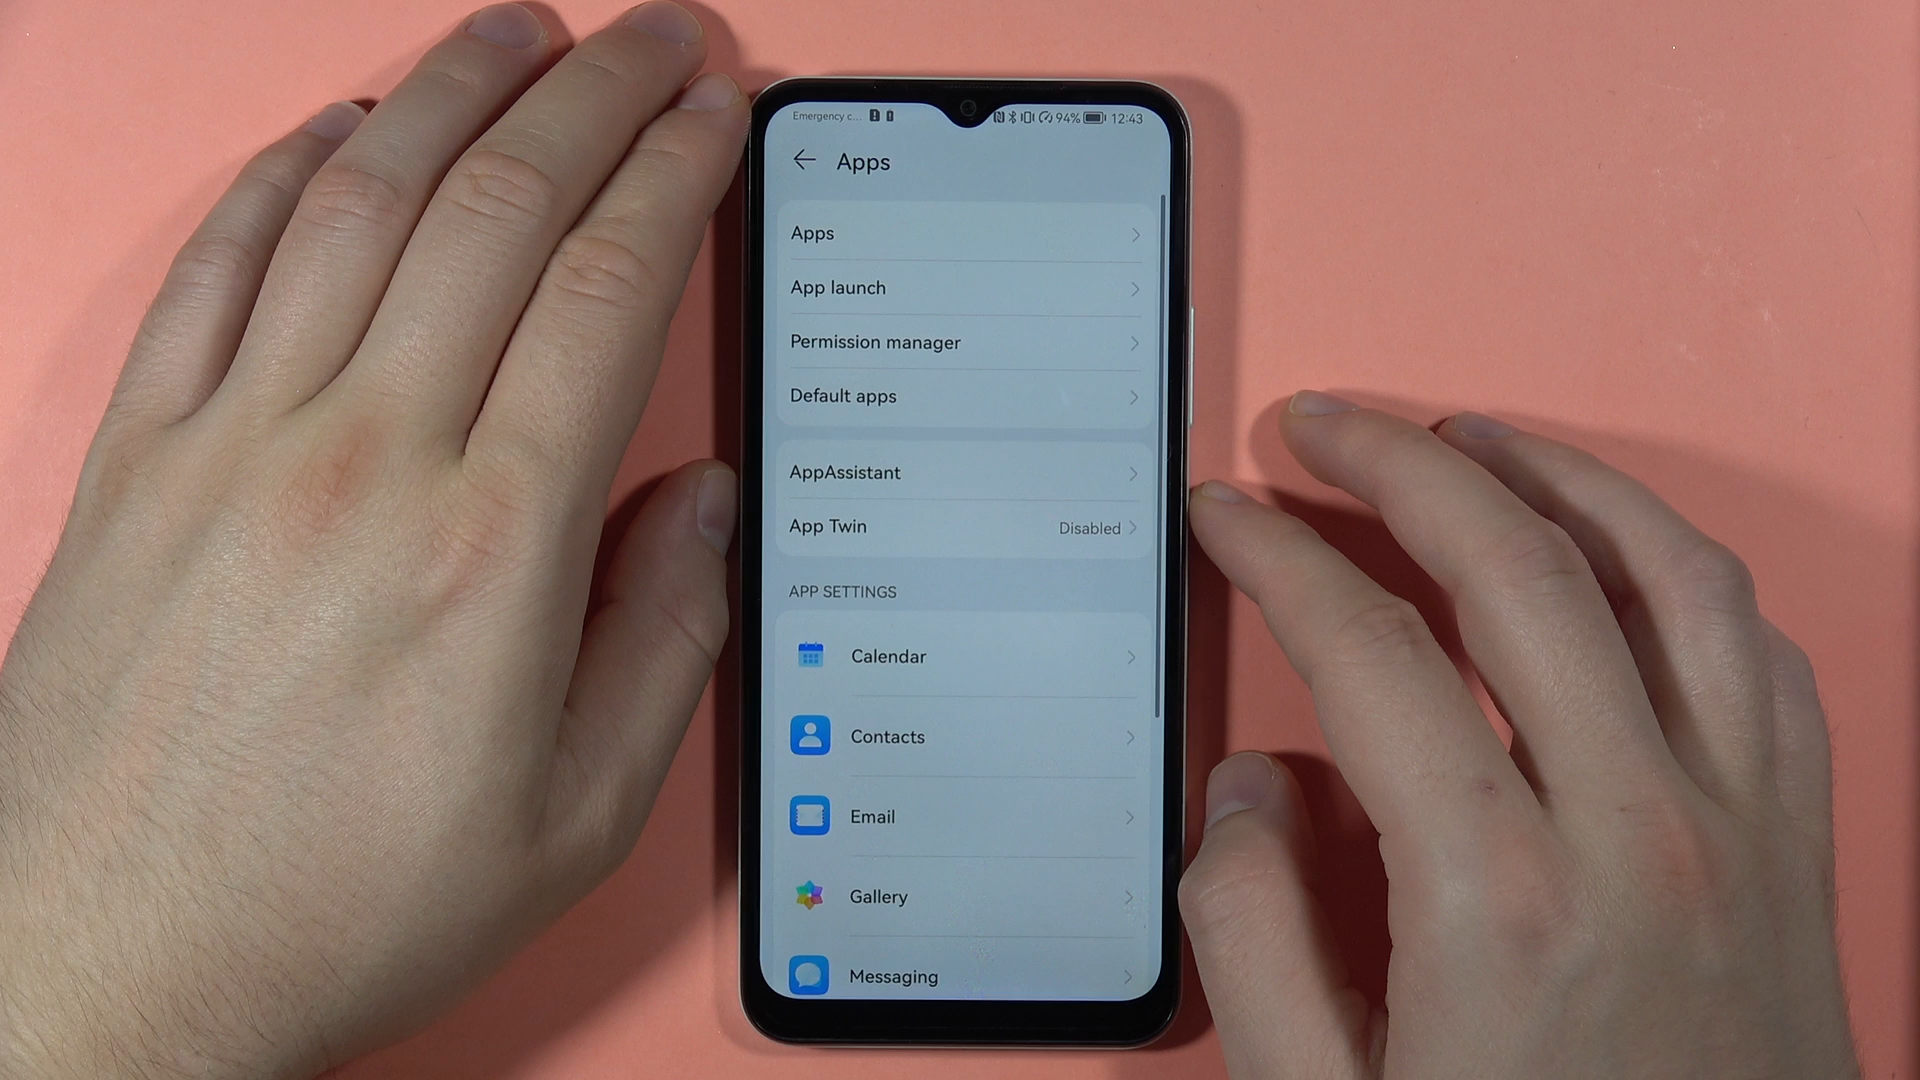 Emergency c... 94% 12:43
Apps
Apps
App launch
Permission manager
Default apps
AppAssistant
App Twin Disabled
APP SETTINGS
Calendar
Contacts
Email
Gallery
Messaging